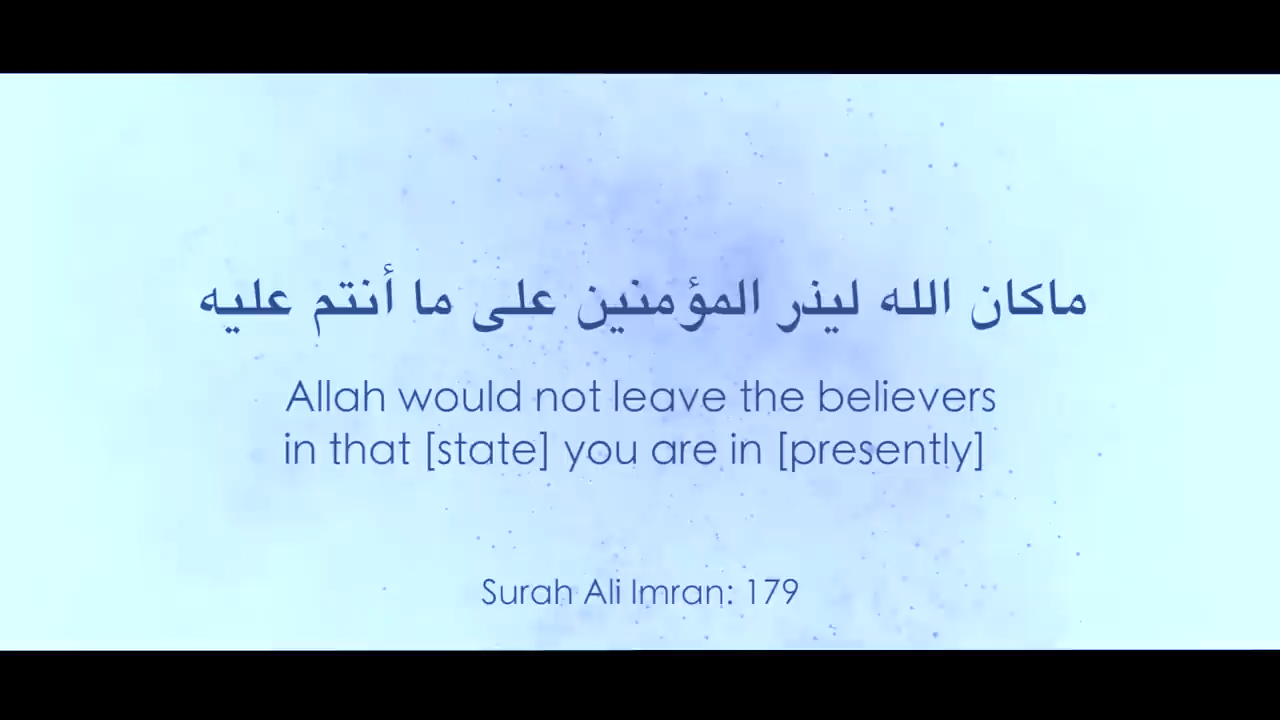 ماكان الله ليذر المؤمنين على ما أنتم عليه
Allah would not leave the believers
in that [state] you are in [presently]
Surah Ali Imran: 179